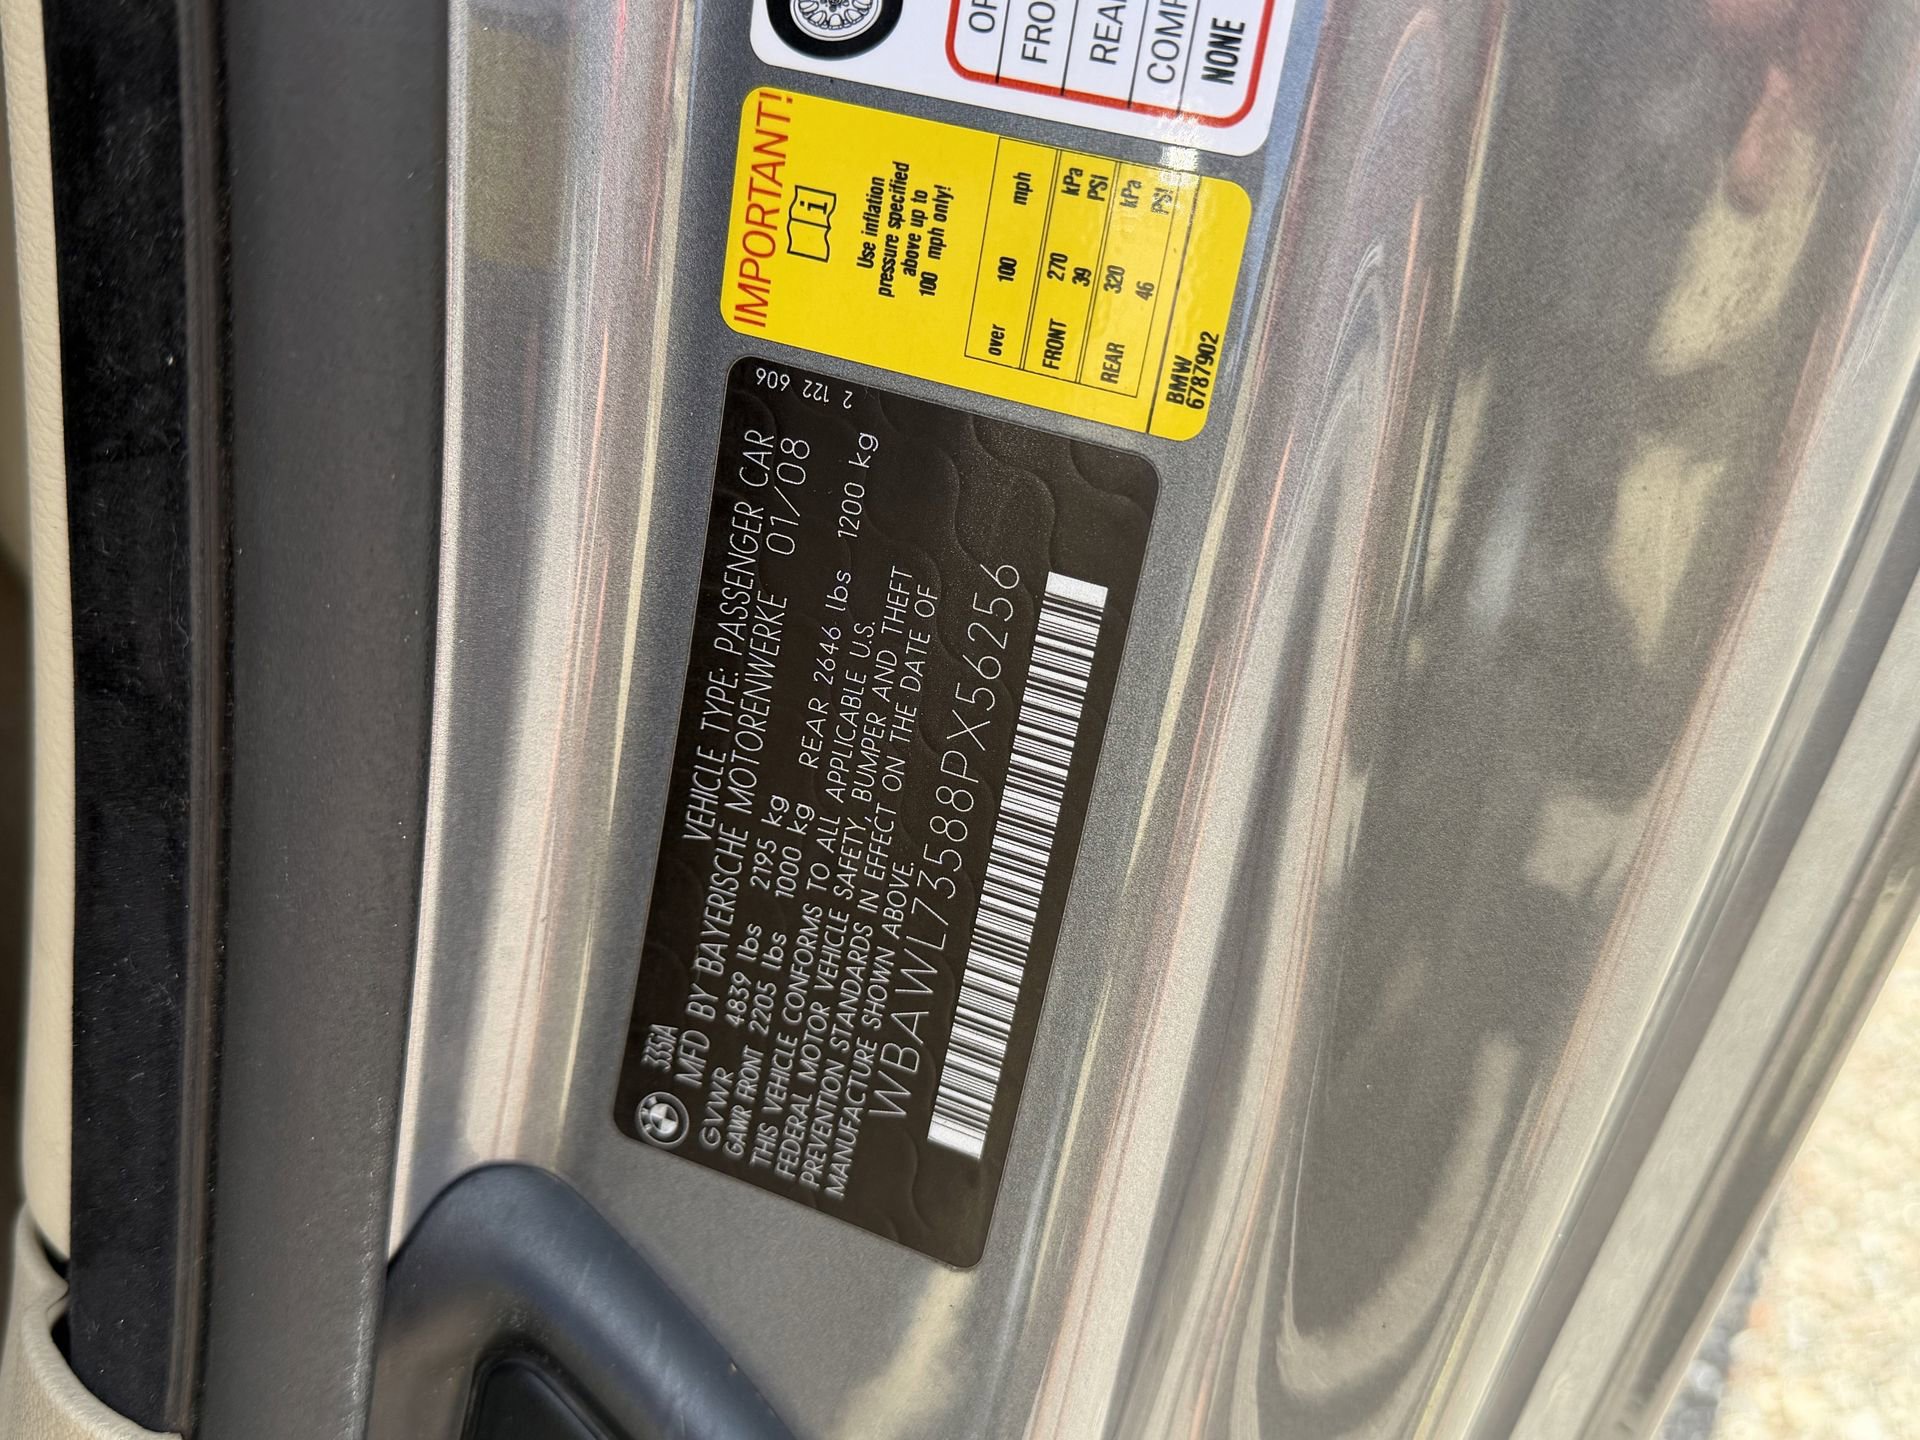 OR
FRO
REA
COMP
NONE
IMPORTANT!
i
Use inflation
pressure specified
above up to
100 mph only!
over 100 mph
FRONT 270 kPa
39 PSI
REAR 320 kPa
46 PSI
BMW
6787902
2 122 606
335iA VEHICLE TYPE: PASSENGER CAR
MFD BY BAYERISCHE MOTORENWERKE 01/08
GVWR 4839 lbs 2195 kg
GAWR FRONT 2205 lbs 1000 kg REAR 2646 lbs 1200 kg
THIS VEHICLE CONFORMS TO ALL APPLICABLE U.S.
FEDERAL MOTOR VEHICLE SAFETY, BUMPER AND THEFT
PREVENTION STANDARDS IN EFFECT ON THE DATE OF
MANUFACTURE SHOWN ABOVE.
WBAWL73588PX56256